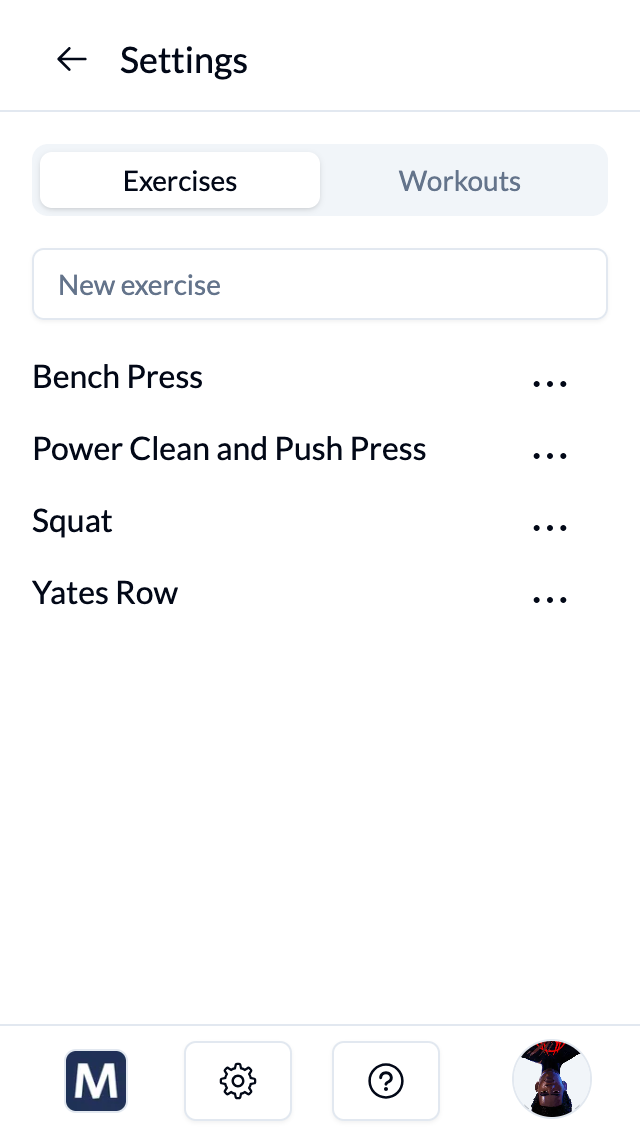 Settings
Exercises
Workouts
New exercise
Bench Press
Power Clean and Push Press
Squat
Yates Row
M